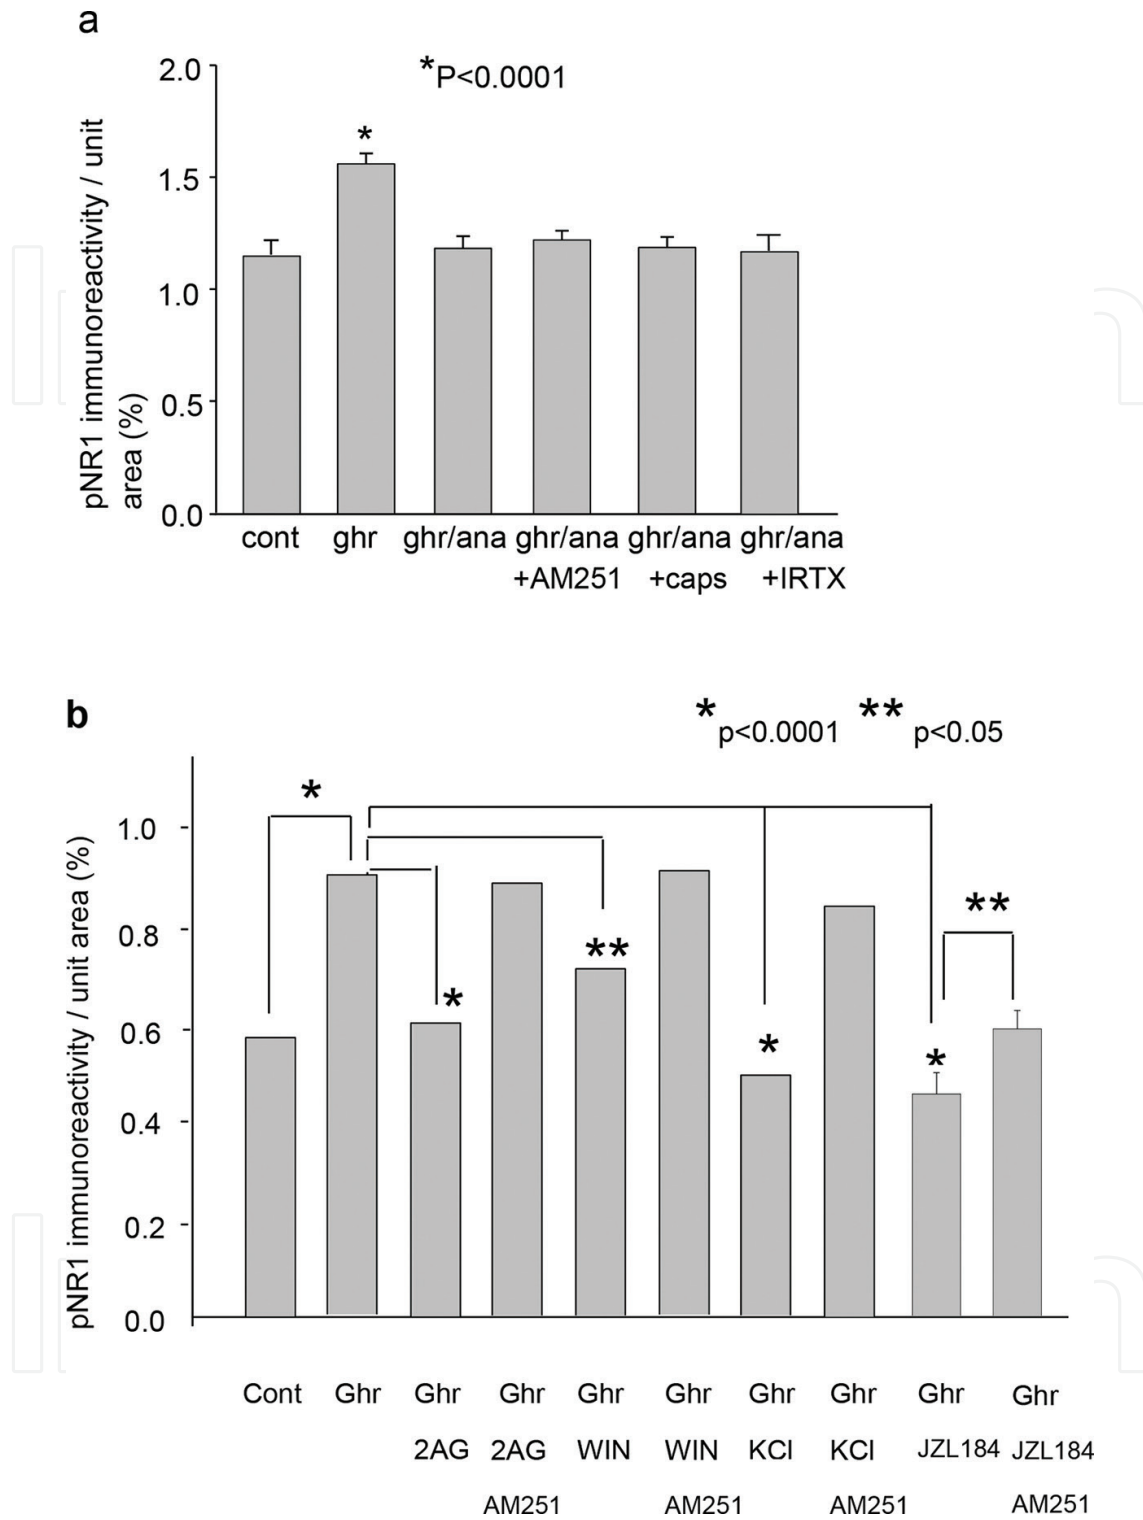 a
*P<0.0001
2.0
*
1.5
1.0
0.5
0.0
pNR1 immunoreactivity / unit
area (%)
cont ghr ghr/ana ghr/ana ghr/ana ghr/ana
+AM251 +caps +IRTX
b
* p<0.0001 ** p<0.05
*
1.0
**
0.8
**
*
0.6
*
*
0.4
0.2
0.0
pNR1 immunoreactivity / unit area (%)
Cont Ghr Ghr Ghr Ghr Ghr Ghr Ghr Ghr Ghr
2AG 2AG WIN WIN KCl KCl JZL184 JZL184
AM251 AM251 AM251 AM251